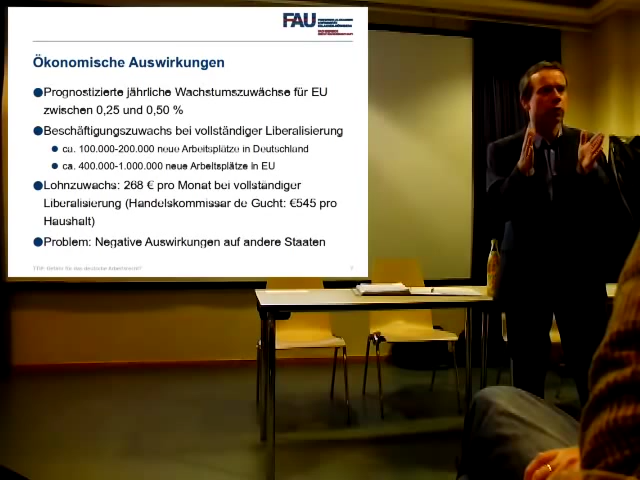 FAU
Ökonomische Auswirkungen
Prognostizierte jährliche Wachstumszuwächse für EU
zwischen 0,25 und 0,50 %
Beschäftigungszuwachs bei vollständiger Liberalisierung
ca. 100.000-200.000 neue Arbeitsplätze in Deutschland
ca. 400.000-1.000.000 neue Arbeitsplätze in EU
Lohnzuwachs: 268 € pro Monat bei vollständiger
Liberalisierung (Handelskommissar de Gucht: €545 pro
Haushalt)
Problem: Negative Auswirkungen auf andere Staaten